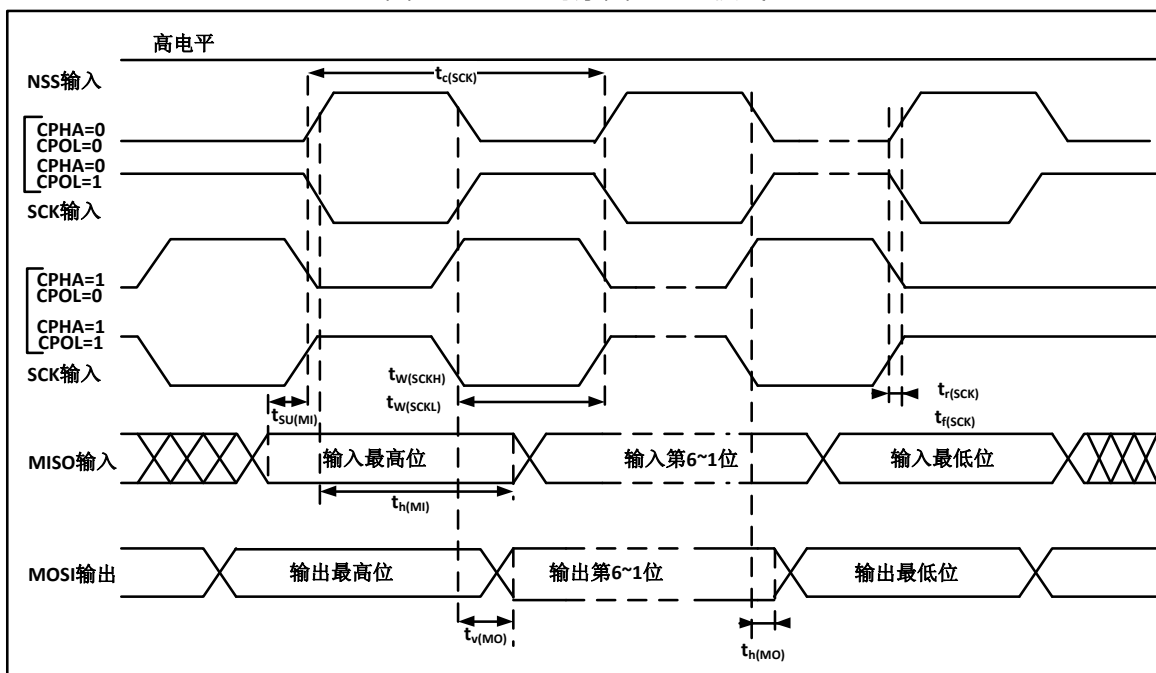 高电平
NSS输入
tc(SCK)
CPHA=0
CPOL=0
CPHA=0
CPOL=1
SCK输入
CPHA=1
CPOL=0
CPHA=1
CPOL=1
SCK输入
tW(SCKH)
tW(SCKL)
tr(SCK)
tf(SCK)
tSU(MI)
MISO输入
输入最高位
输入第6~1位
输入最低位
th(MI)
MOSI输出
输出最高位
输出第6~1位
输出最低位
tv(MO)
th(MO)